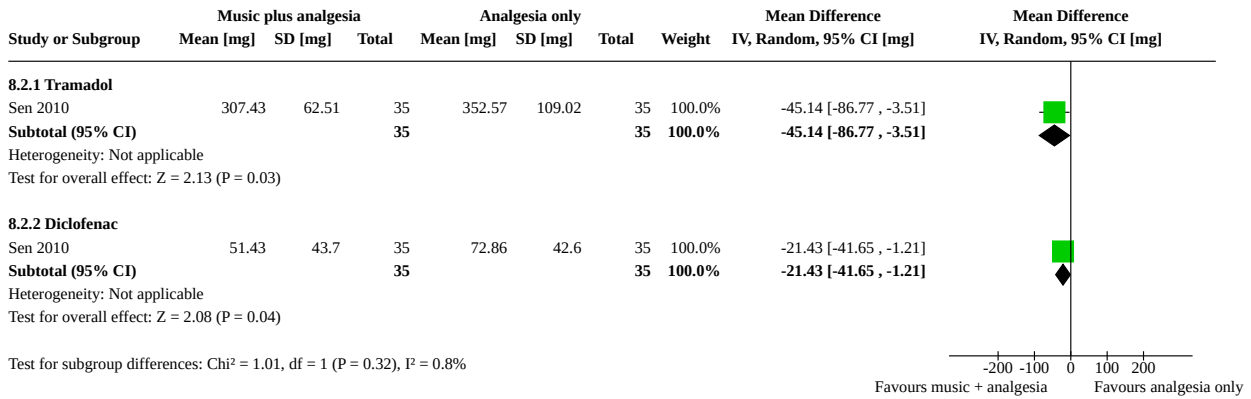 Music plus analgesia Analgesia only Mean Difference Mean Difference
Study or Subgroup Mean [mg] SD [mg] Total Mean [mg] SD [mg] Total Weight IV, Random, 95% CI [mg] IV, Random, 95% CI [mg]
8.2.1 Tramadol
Sen 2010 307.43 62.51 35 352.57 109.02 35 100.0% -45.14 [-86.77 , -3.51]
Subtotal (95% CI) 35 35 100.0% -45.14 [-86.77 , -3.51]
Heterogeneity: Not applicable
Test for overall effect: Z = 2.13 (P = 0.03)
8.2.2 Diclofenac
Sen 2010 51.43 43.7 35 72.86 42.6 35 100.0% -21.43 [-41.65 , -1.21]
Subtotal (95% CI) 35 35 100.0% -21.43 [-41.65 , -1.21]
Heterogeneity: Not applicable
Test for overall effect: Z = 2.08 (P = 0.04)
Test for subgroup differences: Chi² = 1.01, df = 1 (P = 0.32), I² = 0.8%
-200 -100 0 100 200
Favours music + analgesia Favours analgesia only